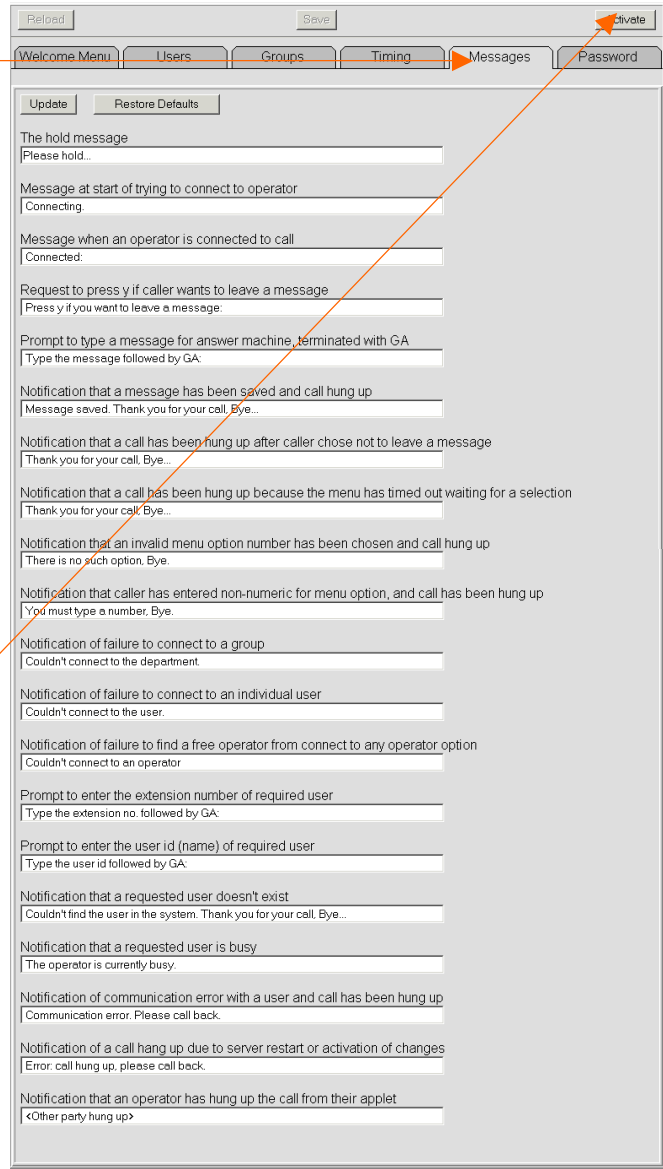 Reload Save Activate
Welcome Menu Users Groups Timing Messages Password
Update Restore Defaults
The hold message
Please hold...
Message at start of trying to connect to operator
Connecting.
Message when an operator is connected to call
Connected:
Request to press y if caller wants to leave a message
Press y if you want to leave a message:
Prompt to type a message for answer machine, terminated with GA
Type the message followed by GA:
Notification that a message has been saved and call hung up
Message saved. Thank you for your call, Bye...
Notification that a call has been hung up after caller chose not to leave a message
Thank you for your call, Bye...
Notification that a call has been hung up because the menu has timed out waiting for a selection
Thank you for your call, Bye...
Notification that an invalid menu option number has been chosen and call hung up
There is no such option, Bye.
Notification that caller has entered non-numeric for menu option, and call has been hung up
You must type a number, Bye.
Notification of failure to connect to a group
Couldn't connect to the department.
Notification of failure to connect to an individual user
Couldn't connect to the user.
Notification of failure to find a free operator from connect to any operator option
Couldn't connect to an operator
Prompt to enter the extension number of required user
Type the extension no. followed by GA:
Prompt to enter the user id (name) of required user
Type the user id followed by GA:
Notification that a requested user doesn't exist
Couldn't find the user in the system. Thank you for your call, Bye...
Notification that a requested user is busy
The operator is currently busy.
Notification of communication error with a user and call has been hung up
Communication error. Please call back.
Notification of a call hang up due to server restart or activation of changes
Error: call hung up, please call back.
Notification that an operator has hung up the call from their applet
<Other party hung up>